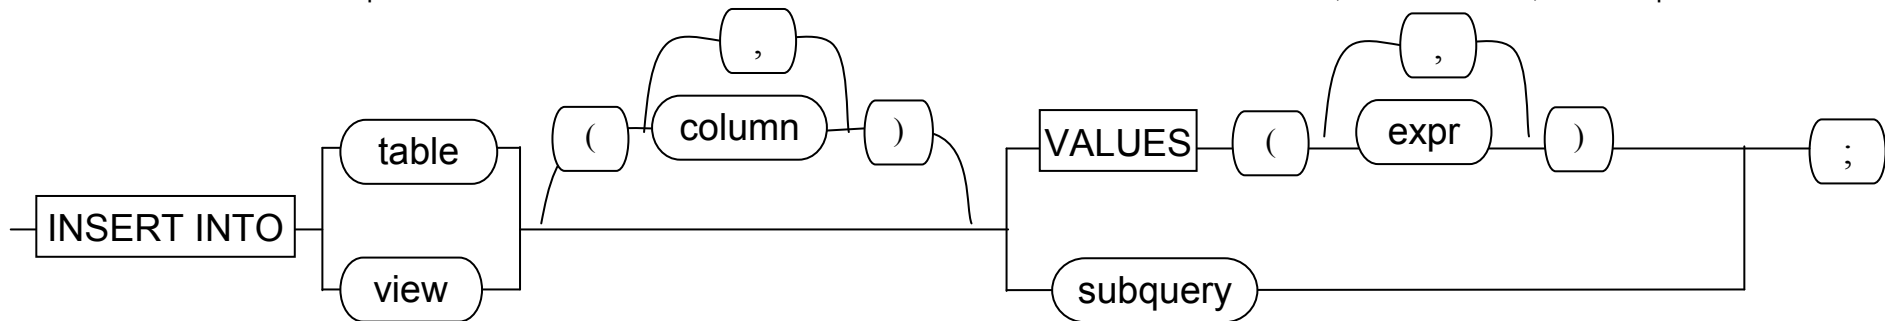 , ,
( column ) VALUES ( expr ) ;
table
INSERT INTO
view subquery